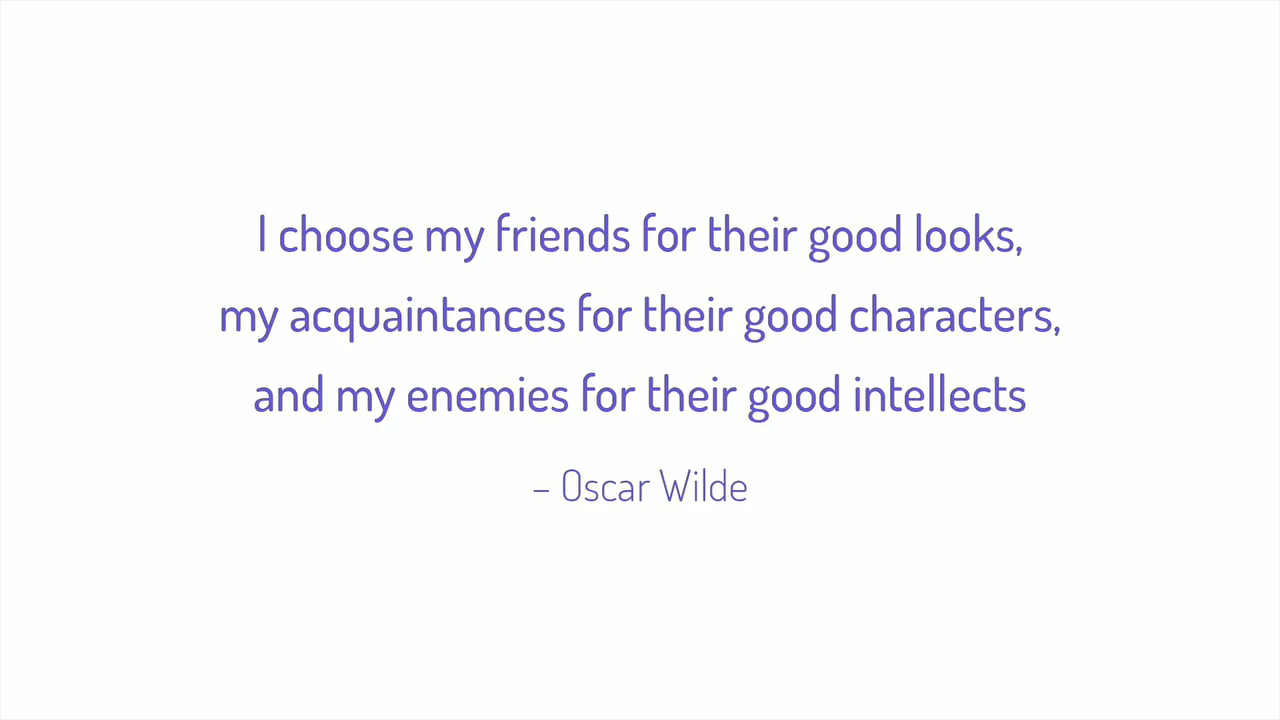 I choose my friends for their good looks,
my acquaintances for their good characters,
and my enemies for their good intellects
– Oscar Wilde